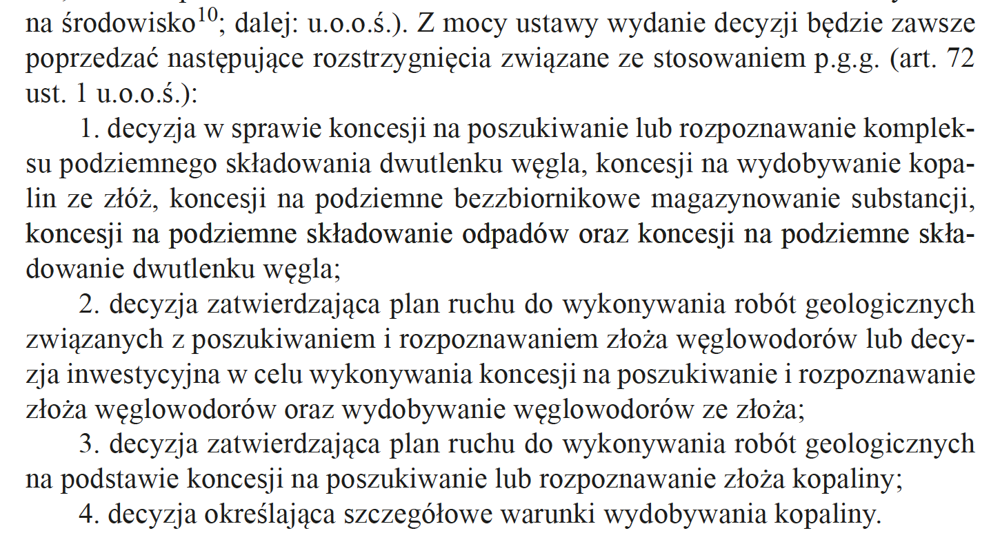 na środowisko10; dalej: u.o.o.ś.). Z mocy ustawy wydanie decyzji będzie zawsze
poprzedzać następujące rozstrzygnięcia związane ze stosowaniem p.g.g. (art. 72
ust. 1 u.o.o.ś.):
1. decyzja w sprawie koncesji na poszukiwanie lub rozpoznawanie komplek-
su podziemnego składowania dwutlenku węgla, koncesji na wydobywanie kopa-
lin ze złóż, koncesji na podziemne bezzbiornikowe magazynowanie substancji,
koncesji na podziemne składowanie odpadów oraz koncesji na podziemne skła-
dowanie dwutlenku węgla;
2. decyzja zatwierdzająca plan ruchu do wykonywania robót geologicznych
związanych z poszukiwaniem i rozpoznawaniem złoża węglowodorów lub decy-
zja inwestycyjna w celu wykonywania koncesji na poszukiwanie i rozpoznawanie
złoża węglowodorów oraz wydobywanie węglowodorów ze złoża;
3. decyzja zatwierdzająca plan ruchu do wykonywania robót geologicznych
na podstawie koncesji na poszukiwanie lub rozpoznawanie złoża kopaliny;
4. decyzja określająca szczegółowe warunki wydobywania kopaliny.